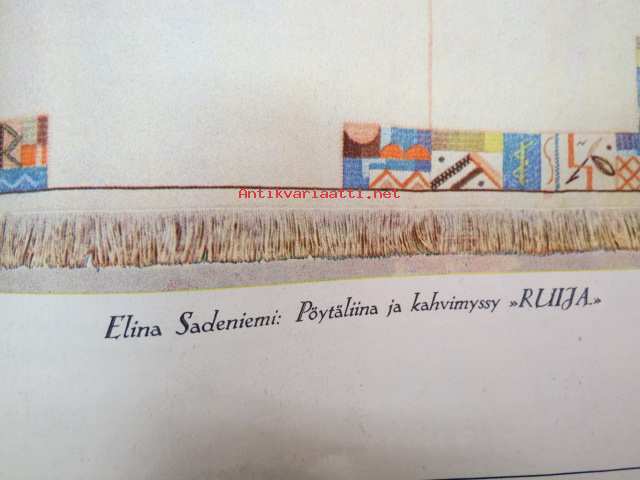 Antikvariaatti.net
Elina Sadeniemi: Pöytäliina ja kahvimyssy »RUIJA.»